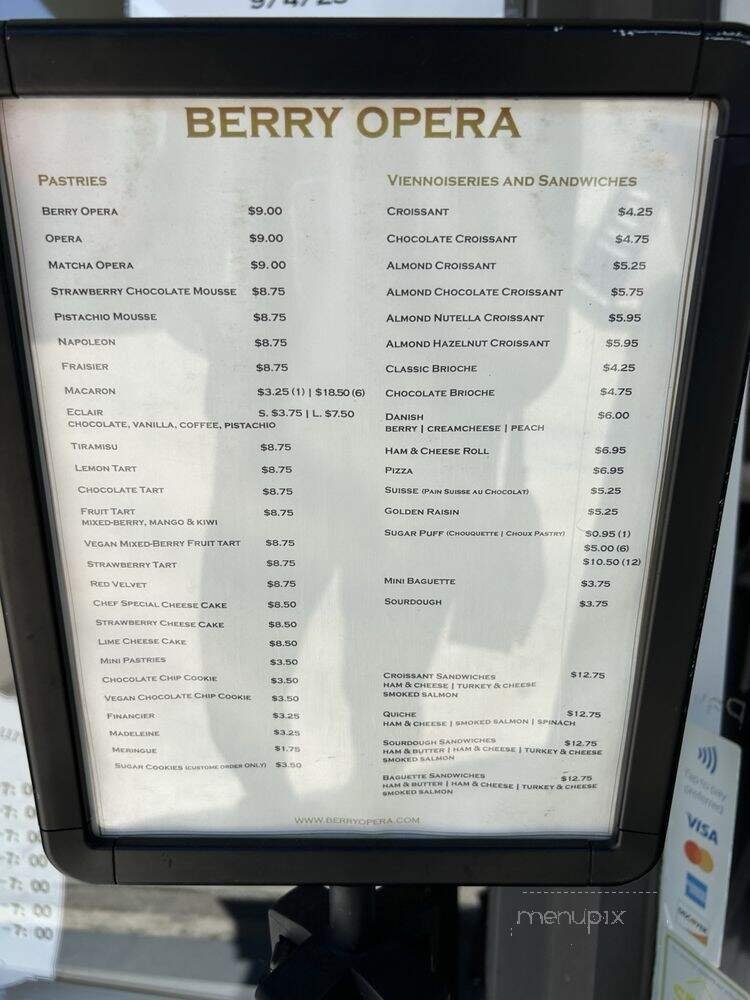 9/4/23
BERRY OPERA
PASTRIES
BERRY OPERA $9.00
OPERA $9.00
MATCHA OPERA $9.00
STRAWBERRY CHOCOLATE MOUSSE $8.75
PISTACHIO MOUSSE $8.75
NAPOLEON $8.75
FRAISIER $8.75
MACARON $3.25 (1) | $18.50 (6)
ECLAIR S. $3.75 | L. $7.50
CHOCOLATE, VANILLA, COFFEE, PISTACHIO
TIRAMISU $8.75
LEMON TART $8.75
CHOCOLATE TART $8.75
FRUIT TART $8.75
MIXED-BERRY, MANGO & KIWI
VEGAN MIXED-BERRY FRUIT TART $8.75
STRAWBERRY TART $8.75
RED VELVET $8.75
CHEF SPECIAL CHEESE CAKE $8.50
STRAWBERRY CHEESE CAKE $8.50
LIME CHEESE CAKE $8.50
MINI PASTRIES $3.50
CHOCOLATE CHIP COOKIE $3.50
VEGAN CHOCOLATE CHIP COOKIE $3.50
FINANCIER $3.25
MADELEINE $3.25
MERINGUE $1.75
SUGAR COOKIES (CUSTOME ORDER ONLY) $3.50
VIENNOISERIES AND SANDWICHES
CROISSANT $4.25
CHOCOLATE CROISSANT $4.75
ALMOND CROISSANT $5.25
ALMOND CHOCOLATE CROISSANT $5.75
ALMOND NUTELLA CROISSANT $5.95
ALMOND HAZELNUT CROISSANT $5.95
CLASSIC BRIOCHE $4.25
CHOCOLATE BRIOCHE $4.75
DANISH $6.00
BERRY | CREAMCHEESE | PEACH
HAM & CHEESE ROLL $6.95
PIZZA $6.95
SUISSE (PAIN SUISSE AU CHOCOLAT) $5.25
GOLDEN RAISIN $5.25
SUGAR PUFF (CHOUQUETTE | CHOUX PASTRY) $0.95 (1)
$5.00 (6)
$10.50 (12)
MINI BAGUETTE $3.75
SOURDOUGH $3.75
CROISSANT SANDWICHES $12.75
HAM & CHEESE | TURKEY & CHEESE
SMOKED SALMON
QUICHE $12.75
HAM & CHEESE | SMOKED SALMON | SPINACH
SOURDOUGH SANDWICHES $12.75
HAM & BUTTER | HAM & CHEESE | TURKEY & CHEESE
SMOKED SALMON
BAGUETTE SANDWICHES $12.75
HAM & BUTTER | HAM & CHEESE | TURKEY & CHEESE
SMOKED SALMON
WWW.BERRYOPERA.COM
-7: 00
-7: 00
-7: 00
Tap to pay
preferred
VISA
menupix